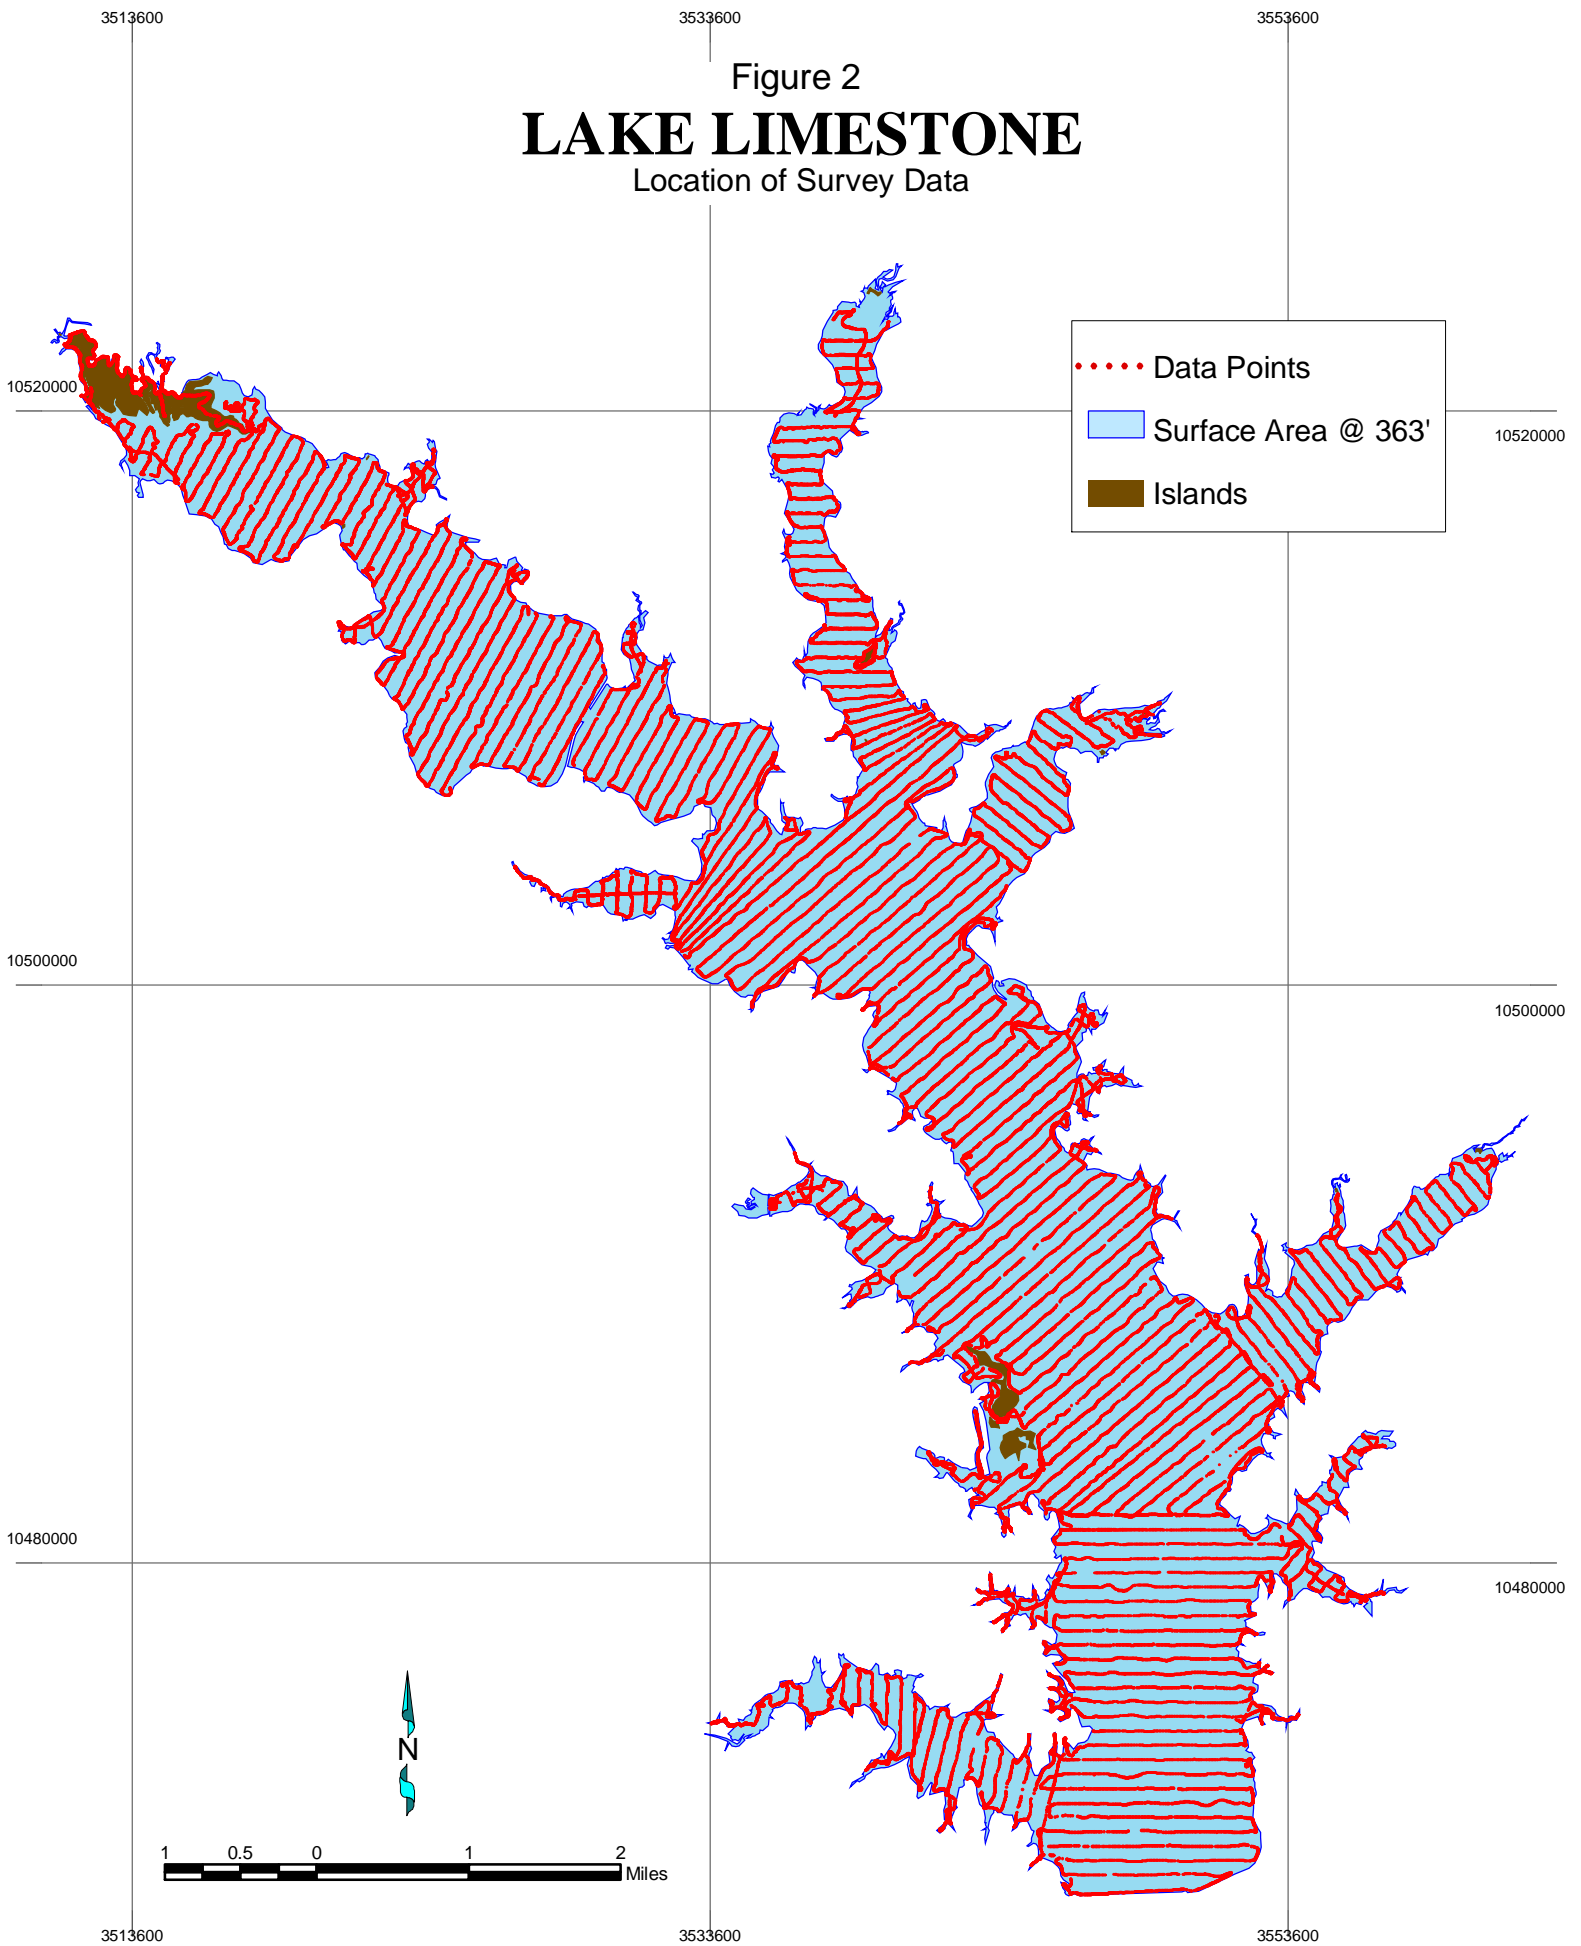 3513600 3533600 3553600
Figure 2
LAKE LIMESTONE
Location of Survey Data
Data Points
Surface Area @ 363'
Islands
10520000
10520000
10500000
10500000
10480000
10480000
N
1 0.5 0 1 2
Miles
3513600 3533600 3553600